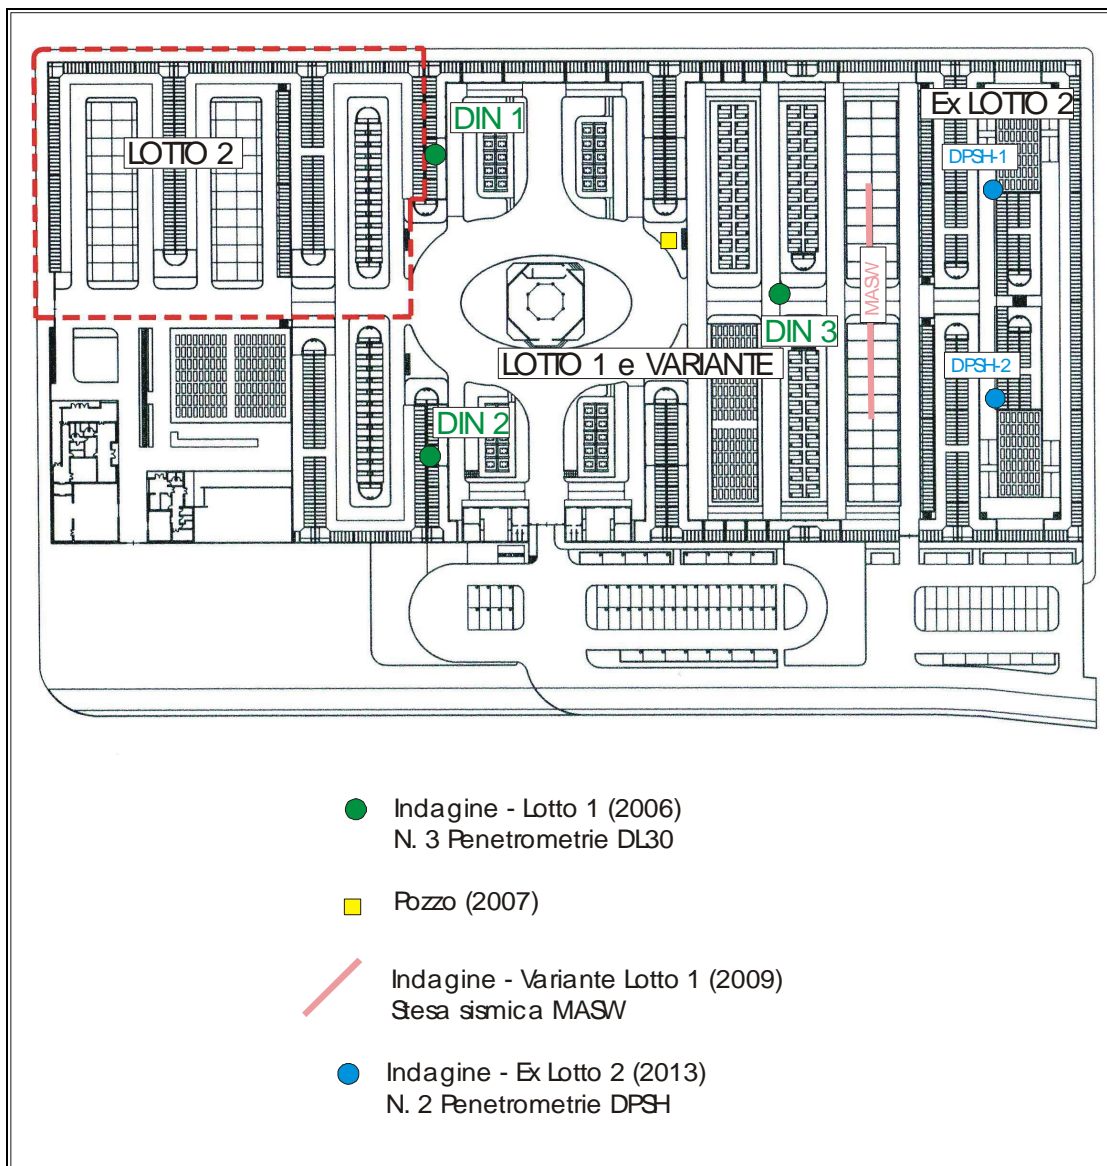 Ex LOTTO 2
DIN 1
LOTTO 2
DPSH-1
MASW
DIN 3
LOTTO 1 e VARIANTE
DPSH-2
DIN 2
Indagine - Lotto 1 (2006)
N. 3 Penetrometrie DL30
Pozzo (2007)
Indagine - Variante Lotto 1 (2009)
Stesa sismica MASW
Indagine - Ex Lotto 2 (2013)
N. 2 Penetrometrie DPSH